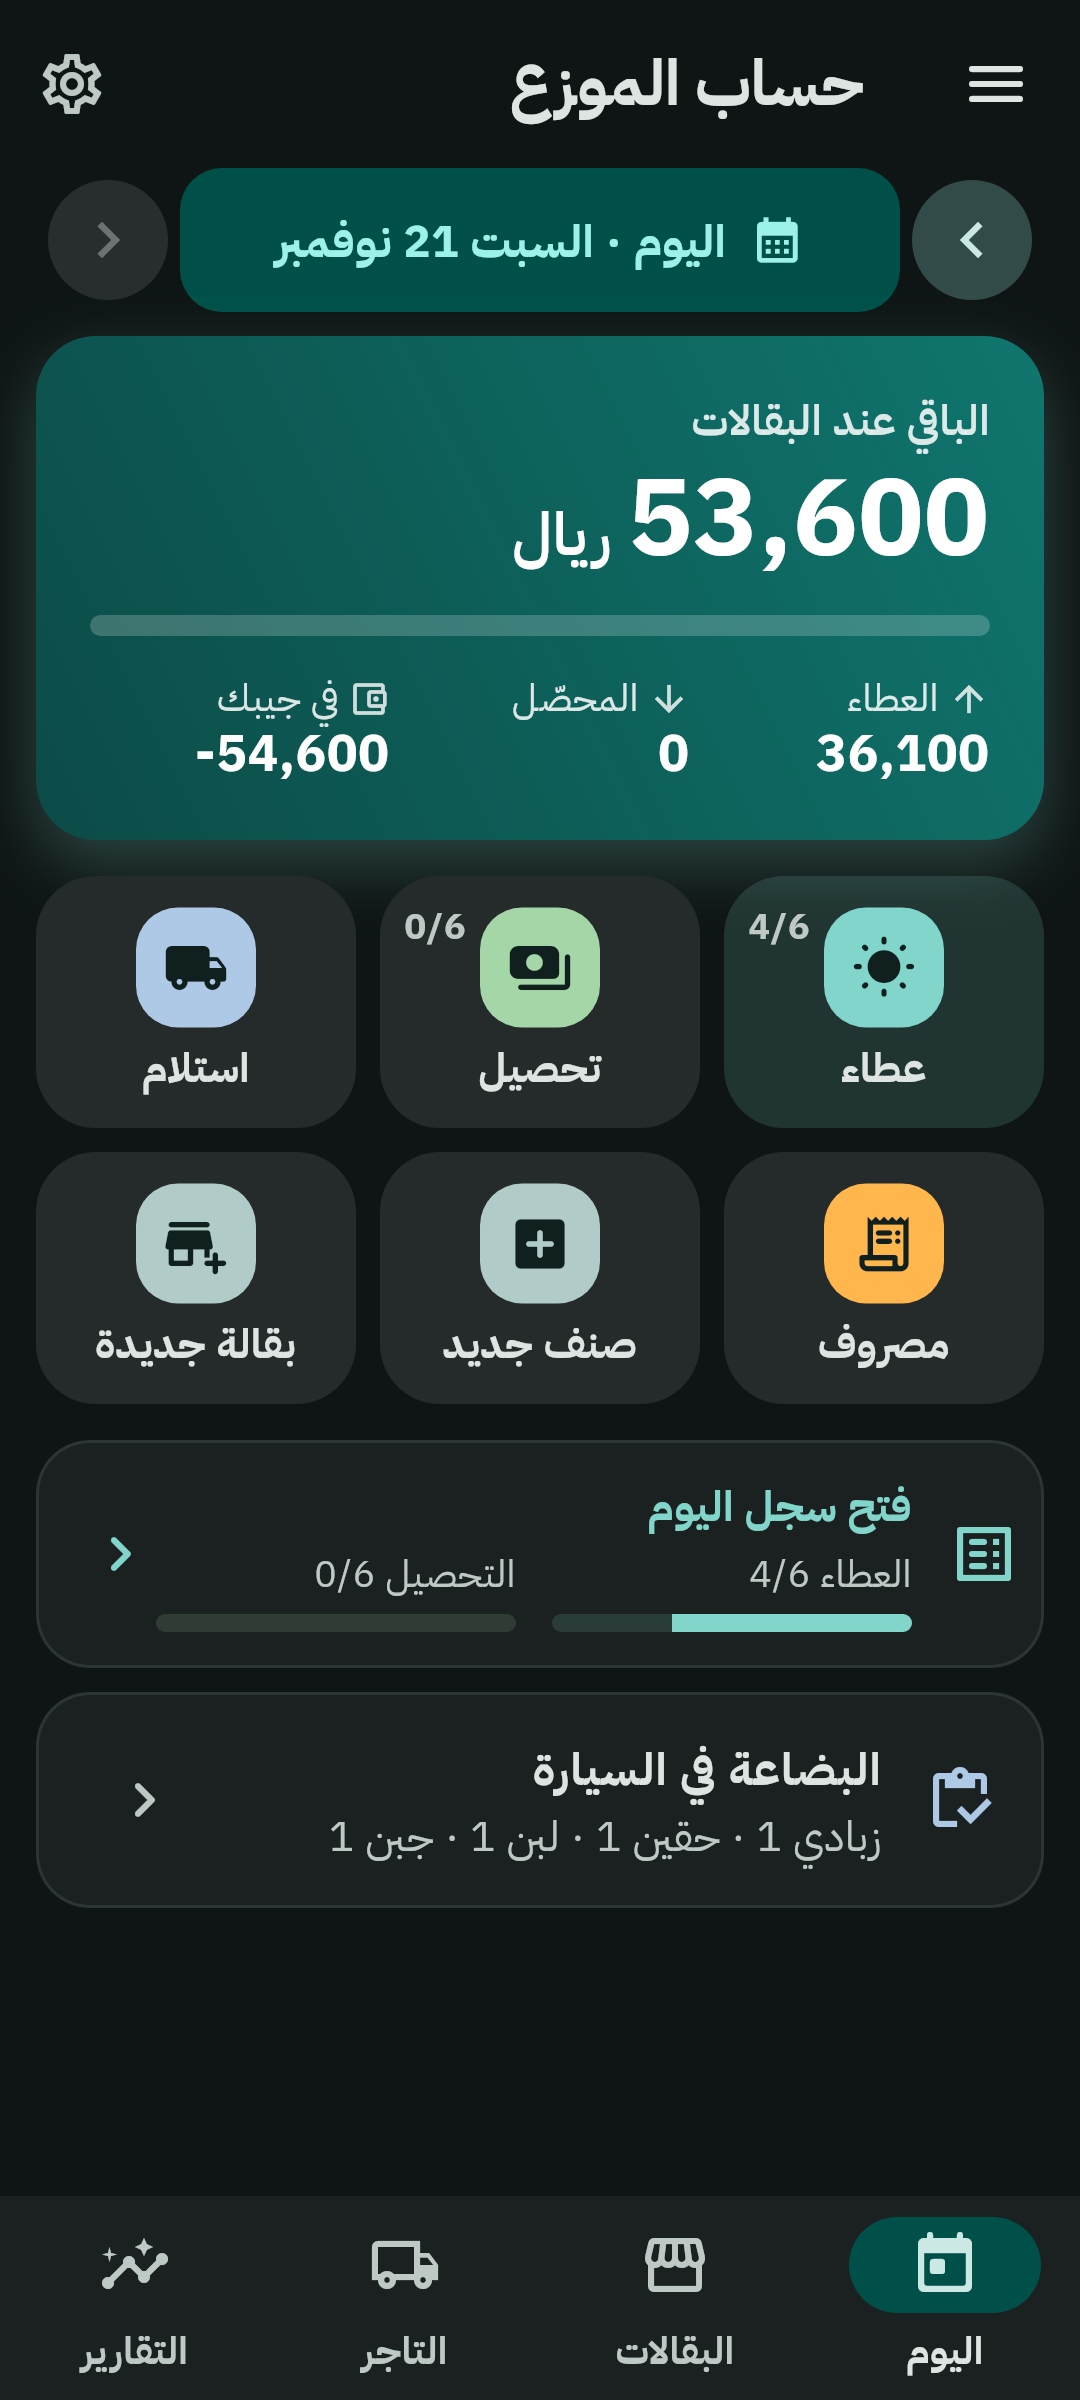 حساب الموزع
اليوم · السبت 21 نوفمبر
الباقي عند البقالات
53,600 ريال
العطاء
36,100
المحصّل
0
في جيبك
-54,600
4/6
عطاء
0/6
تحصيل
استلام
مصروف
صنف جديد
بقالة جديدة
فتح سجل اليوم
العطاء 4/6
التحصيل 0/6
البضاعة في السيارة
زبادي 1 · حقين 1 · لبن 1 · جبن 1
اليوم
البقالات
التاجر
التقارير